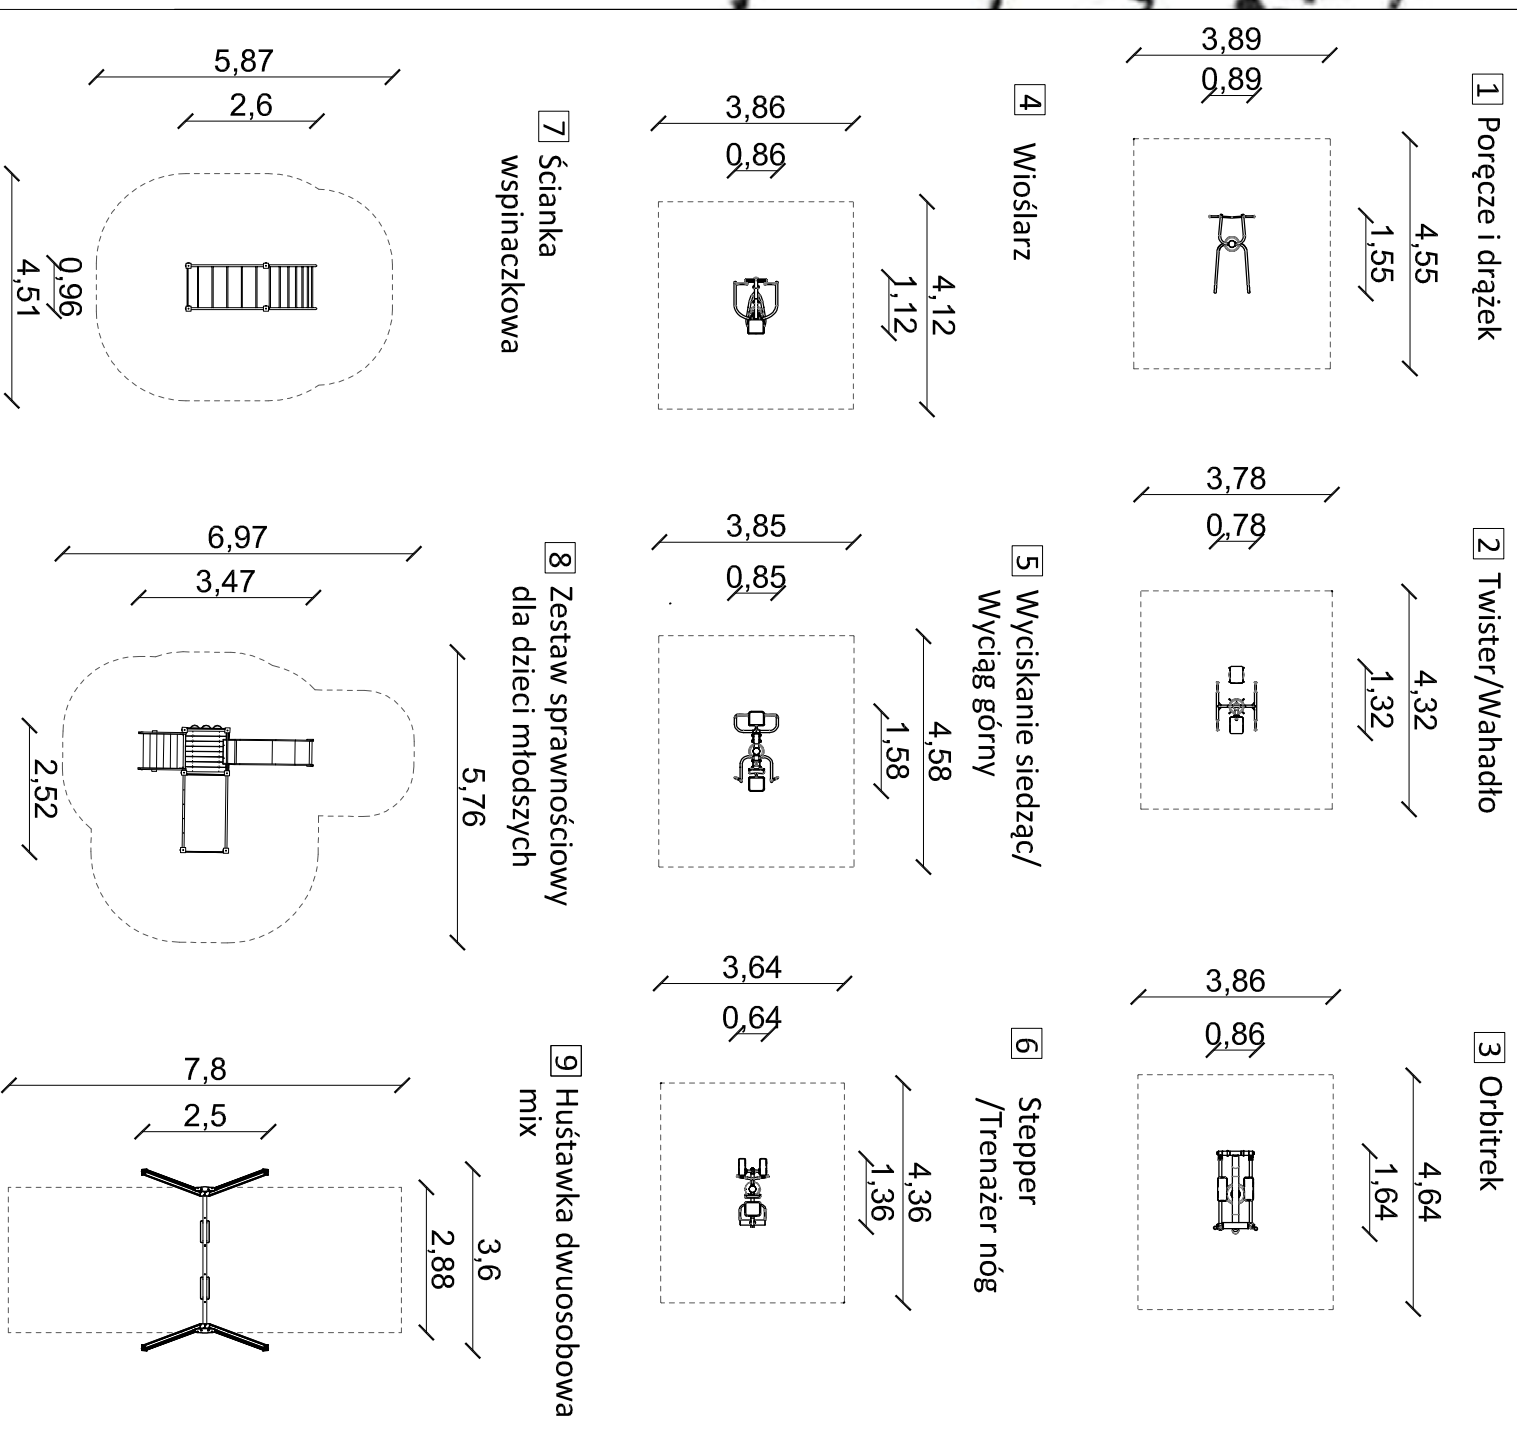 1 Poręcze i drążek
3,89
0,89
4,55
1,55
2 Twister/Wahadło
3,78
0,78
4,32
1,32
3 Orbitrek
3,86
0,86
4,64
1,64
4 Wioślarz
3,86
0,86
4,12
1,12
5 Wyciskanie siedząc/
Wyciąg górny
3,85
0,85
4,58
1,58
6 Stepper
/Trenażer nóg
3,64
0,64
4,36
1,36
7 Ścianka
wspinaczkowa
5,87
2,6
0,96
4,51
8 Zestaw sprawnościowy
dla dzieci młodszych
6,97
3,47
5,76
2,52
9 Huśtawka dwuosobowa
mix
7,8
2,5
3,6
2,88